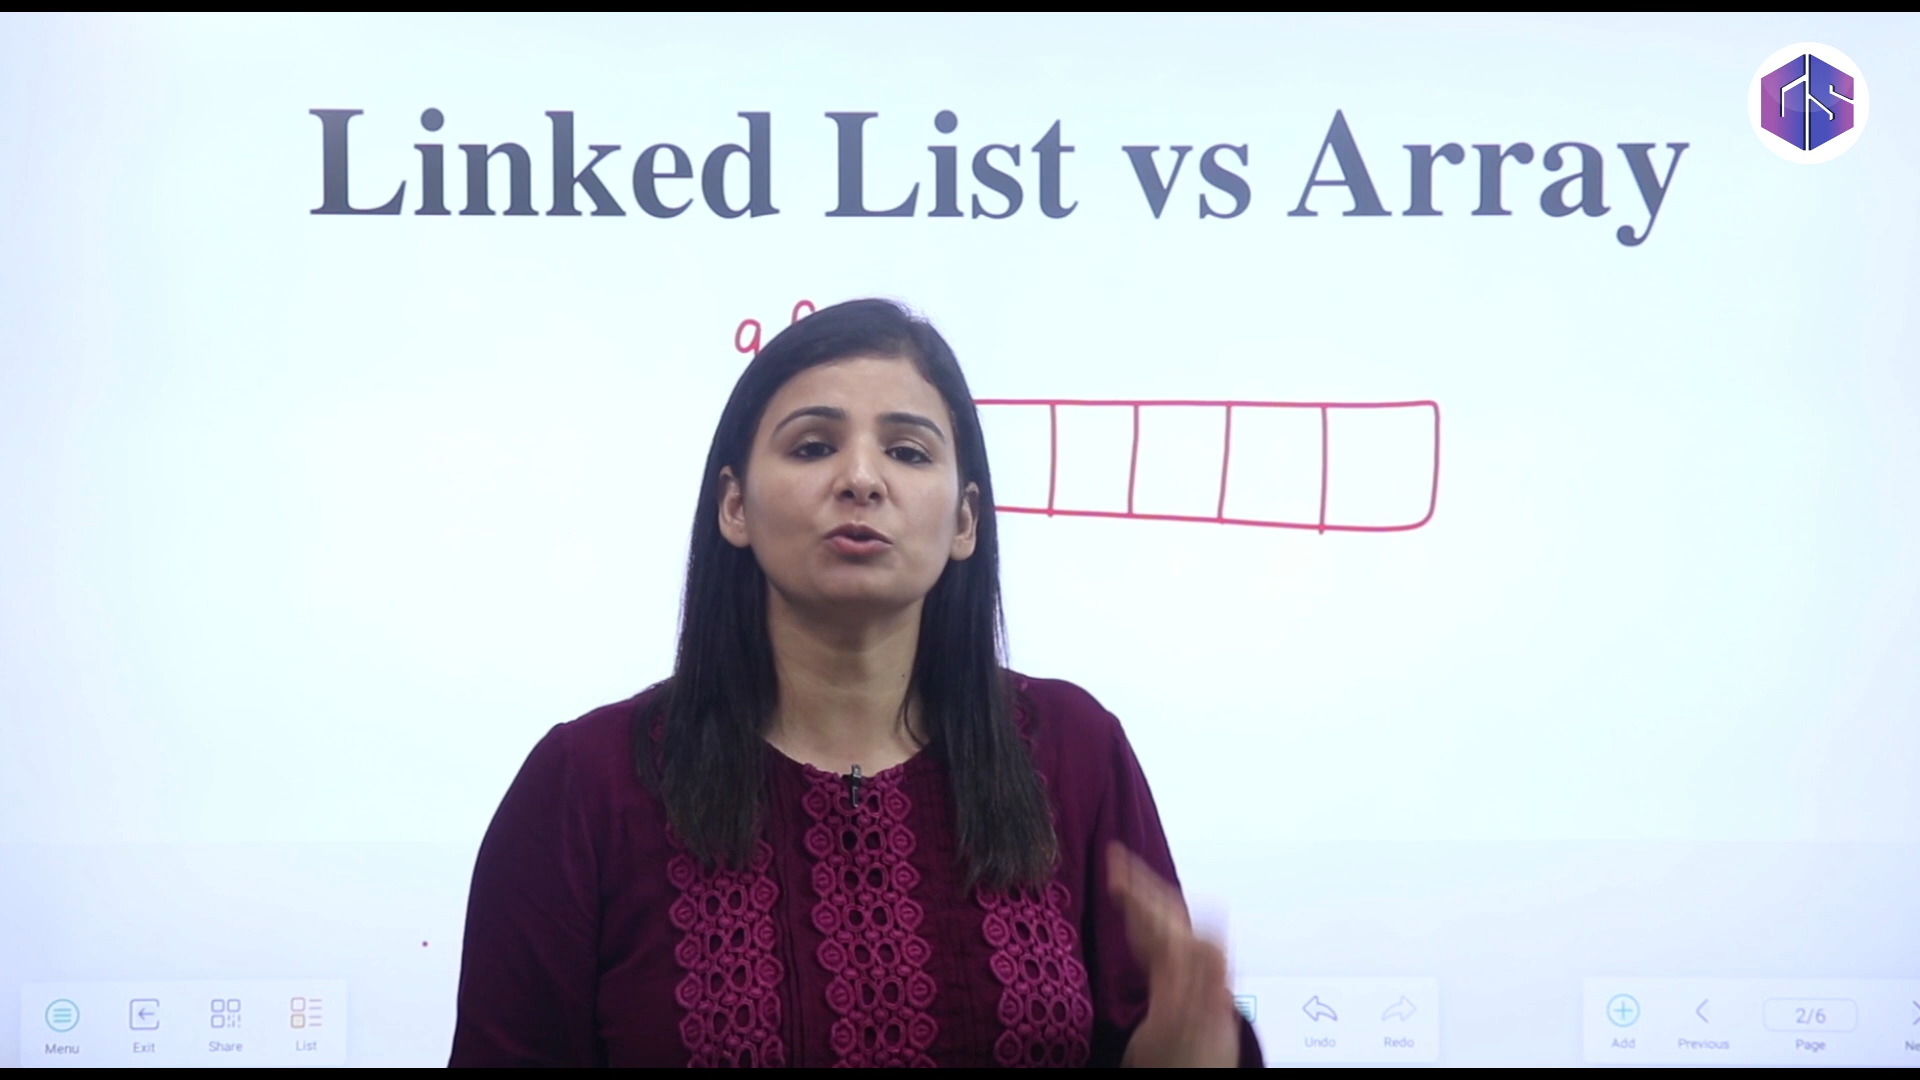 Linked List vs Array
Menu Exit Share List Undo Redo Add Previous 2/6 Page